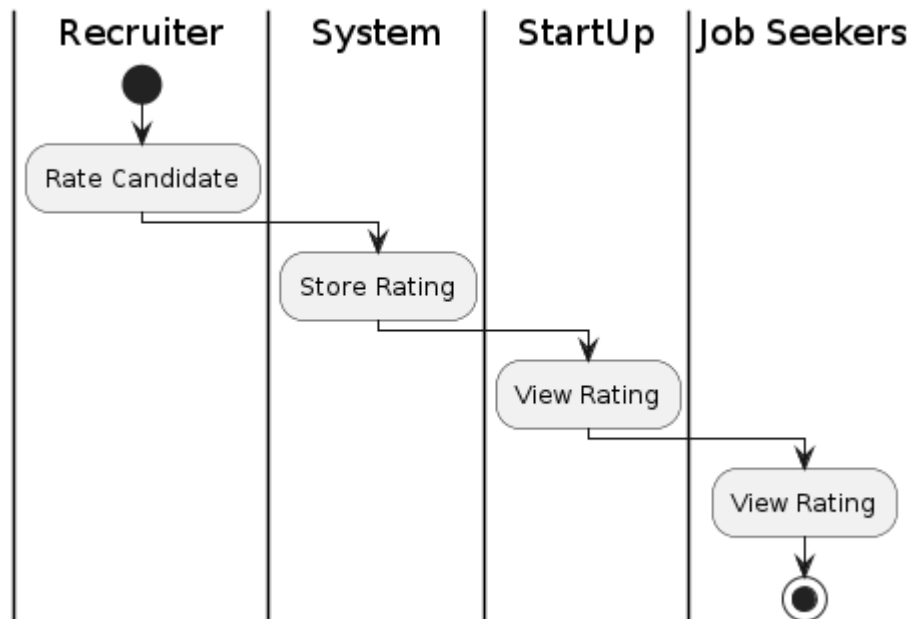 Recruiter System StartUp Job Seekers
Rate Candidate
Store Rating
View Rating
View Rating